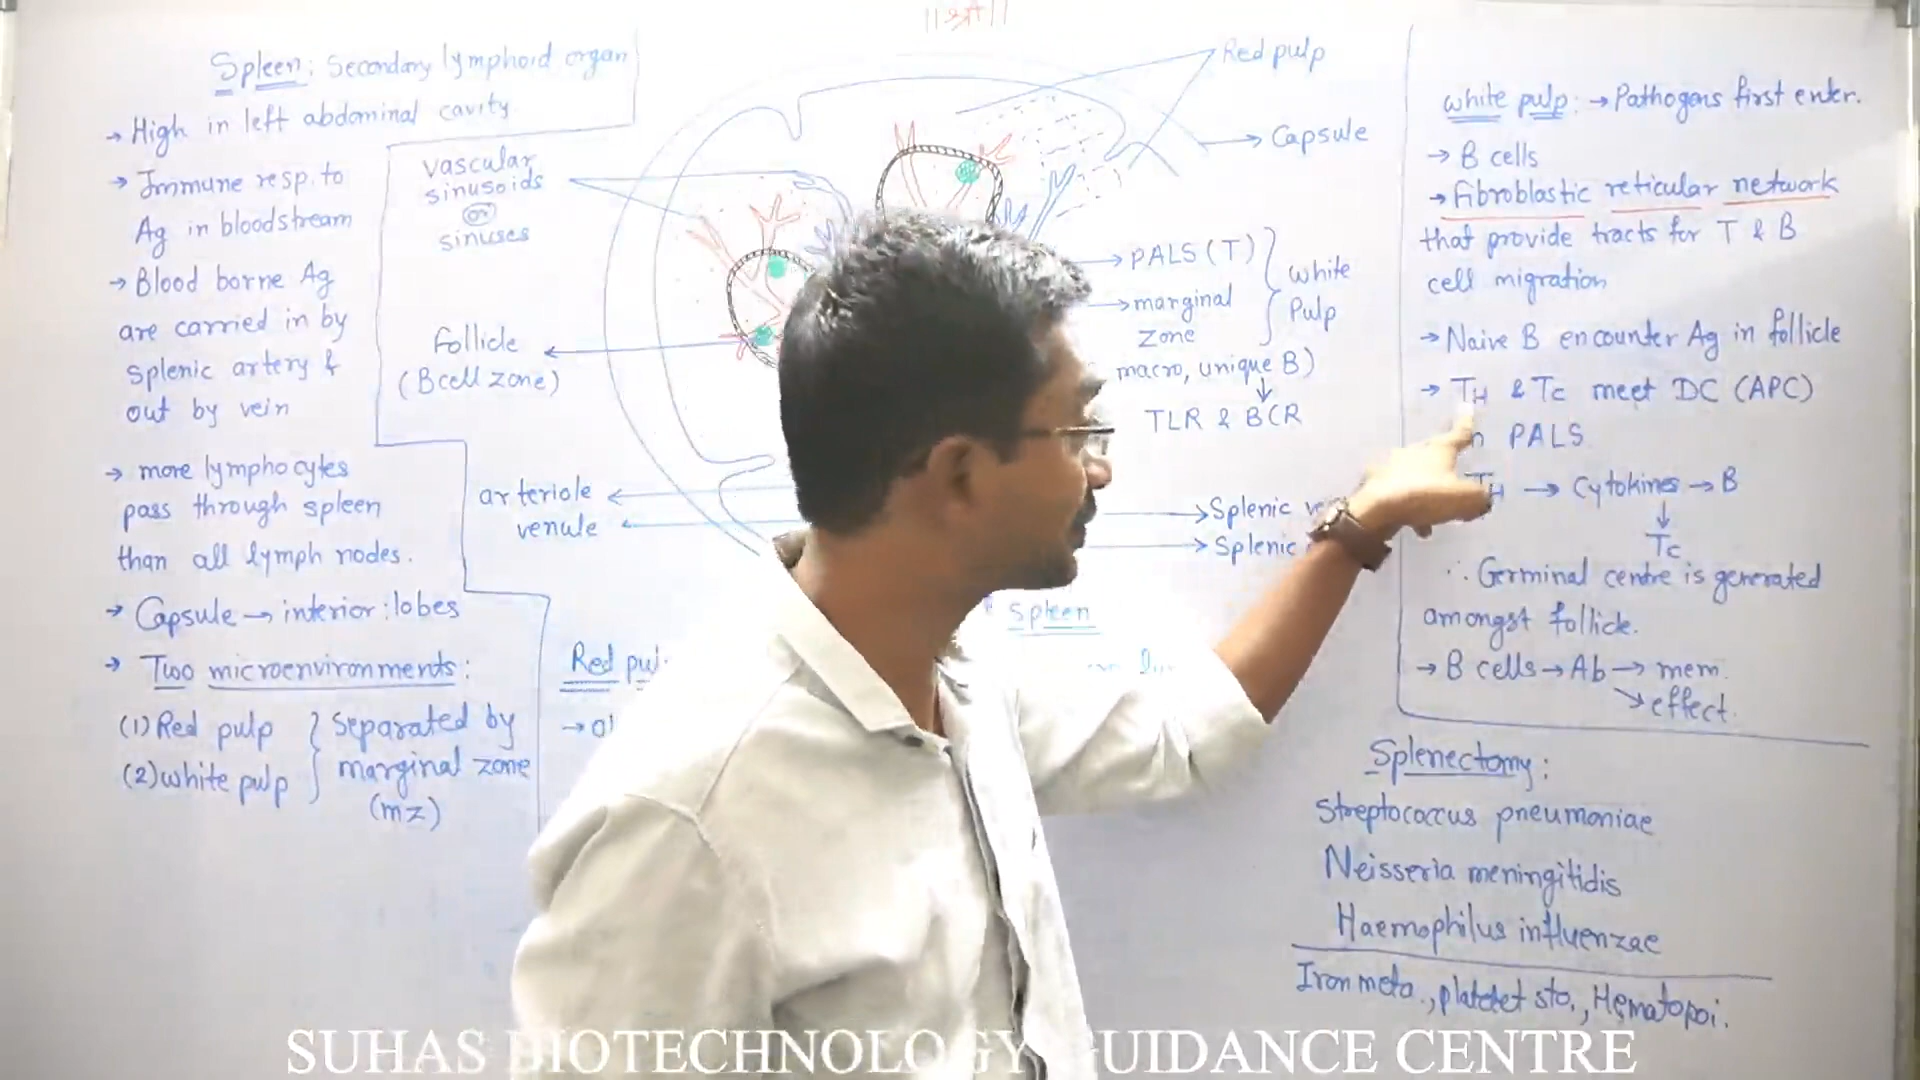 ||श्री||
Spleen: Secondary lymphoid organ
→ High in left abdominal cavity
→ Immune resp. to
Ag in bloodstream
→ Blood borne Ag
are carried in by
splenic artery &
out by vein
→ more lymphocytes
pass through spleen
than all lymph nodes.
→ Capsule → interior: lobes
→ Two microenvironments:
(1) Red pulp
(2) white pulp
} Separated by
marginal zone
(mz)
vascular
sinusoids
(or)
sinuses
follicle
(B cell zone)
arteriole
venule
Red pulp
Capsule
PALS (T)
marginal
zone
} white
Pulp
macro, unique B)
TLR & BCR
Splenic
Splenic
Spleen
Red
white pulp: → Pathogens first enter.
→ B cells
→ Fibroblastic reticular network
that provide tracts for T & B
cell migration
→ Naive B encounter Ag in follicle
→ TH & Tc meet DC (APC)
PALS
TH → Cytokines → B
↓
Tc
∴ Germinal centre is generated
amongst follicle.
→ B cells → Ab → mem.
↘ effect.
Splenectomy:
Streptococcus pneumoniae
Neisseria meningitidis
Haemophilus influenzae
Iron meta., platelet sto., Hematopoi.
SUHAS BIOTECHNOLOGY GUIDANCE CENTRE